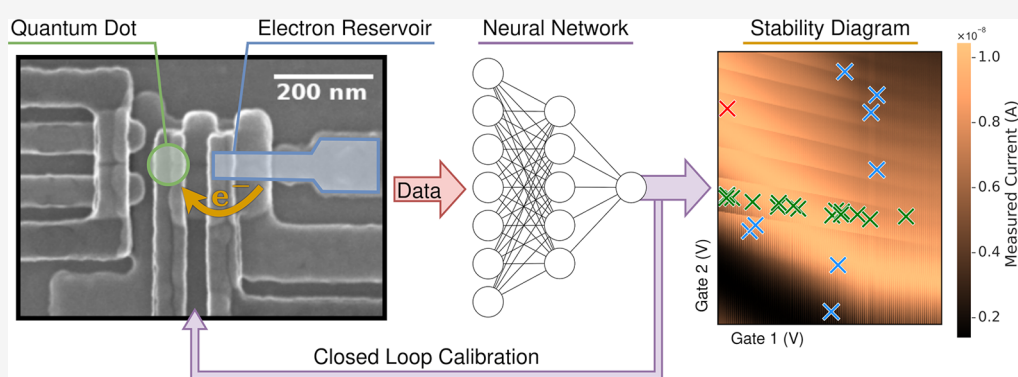 Quantum Dot
Electron Reservoir
Neural Network
Stability Diagram
200 nm
e⁻
Data
×10⁻⁸
1.0
0.8
0.6
0.4
0.2
Measured Current (A)
Gate 2 (V)
Gate 1 (V)
Closed Loop Calibration